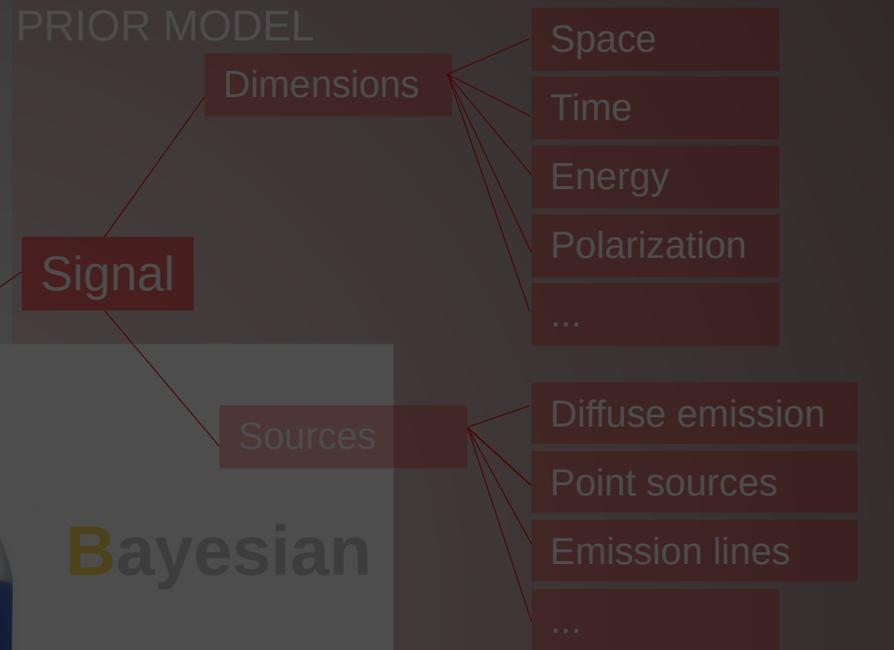 PRIOR MODEL
Dimensions
Space
Time
Energy
Polarization
...
Signal
Sources
Diffuse emission
Point sources
Emission lines
...
Bayesian